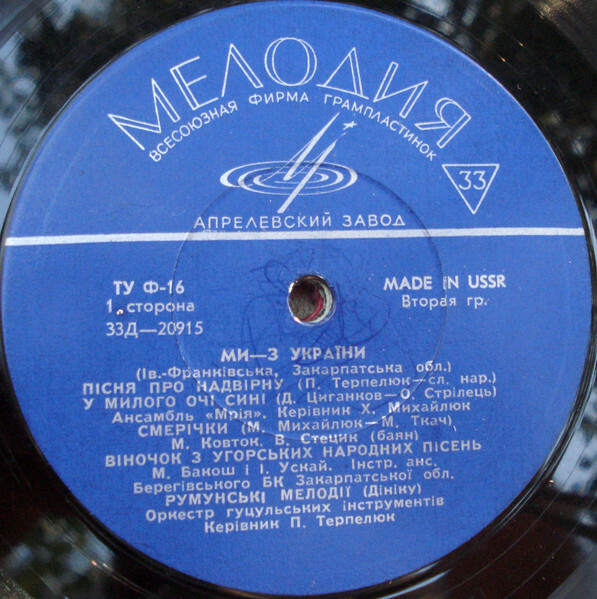 МЕЛОДИЯ
ВСЕСОЮЗНАЯ ФИРМА ГРАМПЛАСТИНОК
33
АПРЕЛЕВСКИЙ ЗАВОД
ТУ Ф-16
MADE IN USSR
1. сторона
Вторая гр.
33Д—20915
МИ—З УКРАЇНИ
(Ів.-Франківська, Закарпатська обл.)
ПІСНЯ ПРО НАДВІРНУ (П. Терпелюк—сл. нар.)
У МИЛОГО ОЧІ СИНІ (Д. Циганков—О. Стрілець)
Ансамбль «Мрія». Керівник Х. Михайлюк
СМЕРІЧКИ (М. Михайлюк—М. Ткач)
М. Ковток. В. Стецик (баян)
ВІНОЧОК З УГОРСЬКИХ НАРОДНИХ ПІСЕНЬ
М. Бакош і І. Ускай. Інстр. анс.
Берегівського БК Закарпатської обл.
РУМУНСЬКІ МЕЛОДІЇ (Дініку)
Оркестр гуцульських інструментів
Керівник П. Терпелюк